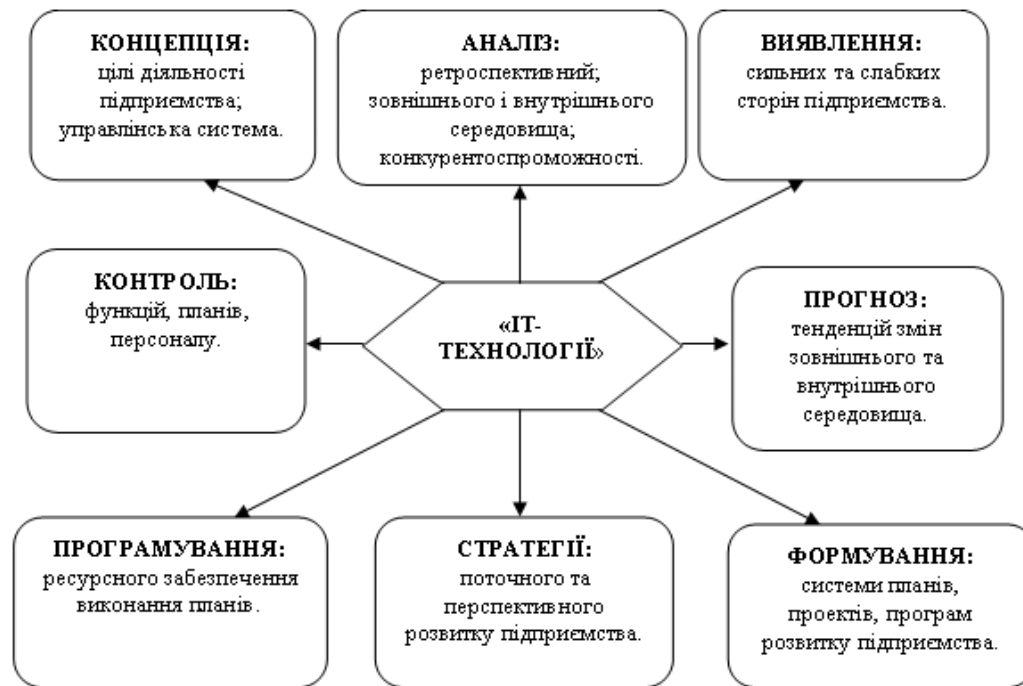 КОНЦЕПЦІЯ:
цілі діяльності
підприємства;
управлінська система.
АНАЛІЗ:
ретроспективний;
зовнішнього і внутрішнього
середовища;
конкурентоспроможності.
ВИЯВЛЕННЯ:
сильних та слабких
сторін підприємства.
КОНТРОЛЬ:
функцій, планів,
персоналу.
«ІТ-
ТЕХНОЛОГІЇ»
ПРОГНОЗ:
тенденцій змін
зовнішнього та
внутрішнього
середовища.
ПРОГРАМУВАННЯ:
ресурсного забезпечення
виконання планів.
СТРАТЕГІЇ:
поточного та
перспективного
розвитку підприємства.
ФОРМУВАННЯ:
системи планів,
проектів, програм
розвитку підприємства.